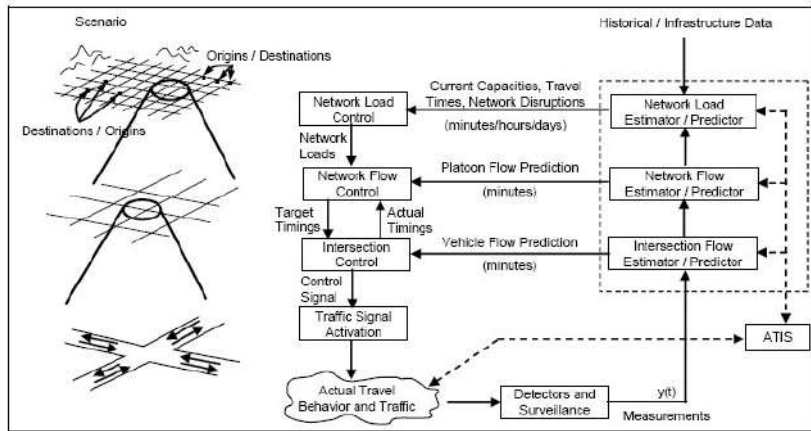 Scenario
Historical / Infrastructure Data
Origins / Destinations
Destinations / Origins
Network Load
Control
Current Capacities, Travel
Times, Network Disruptions
(minutes/hours/days)
Network Load
Estimator / Predictor
Network
Loads
Network Flow
Control
Platoon Flow Prediction
(minutes)
Network Flow
Estimator / Predictor
Target
Timings
Actual
Timings
Intersection
Control
Vehicle Flow Prediction
(minutes)
Intersection Flow
Estimator / Predictor
Control
Signal
Traffic Signal
Activation
ATIS
Actual Travel
Behavior and Traffic
Detectors and
Surveillance
y(t)
Measurements